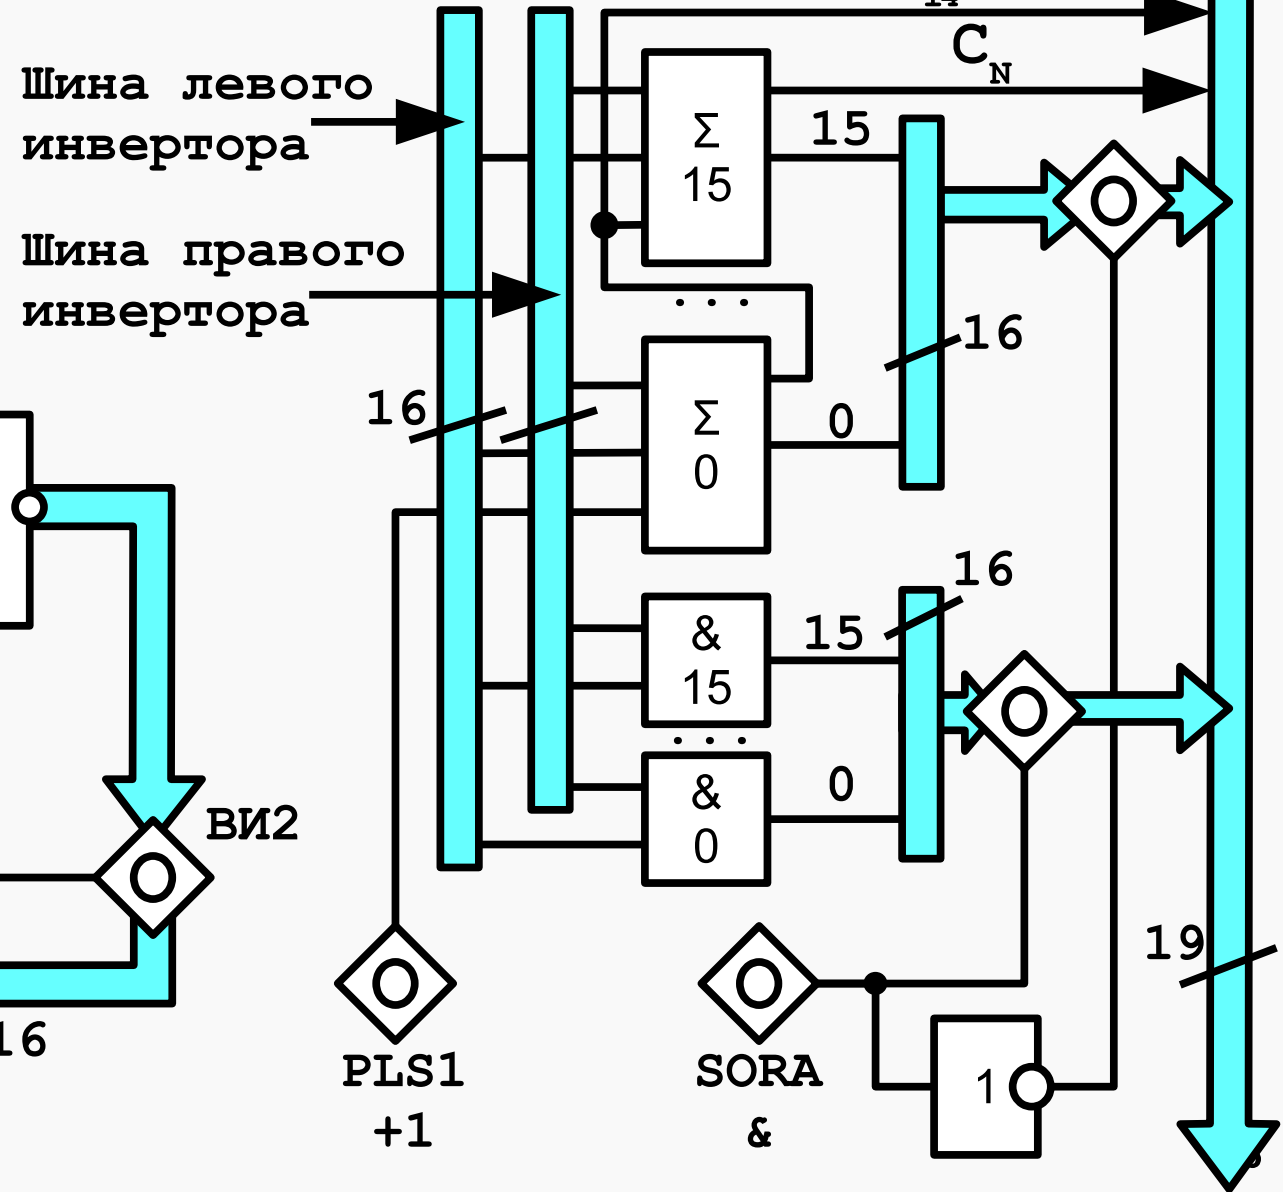 C
N
Шина левого
инвертора
Σ
15
15
Шина правого
инвертора
. . .
16
16
Σ
0
0
16
&
15
15
. . .
&
0
0
ВИ2
19
16
PLS1
+1
SORA
&
1